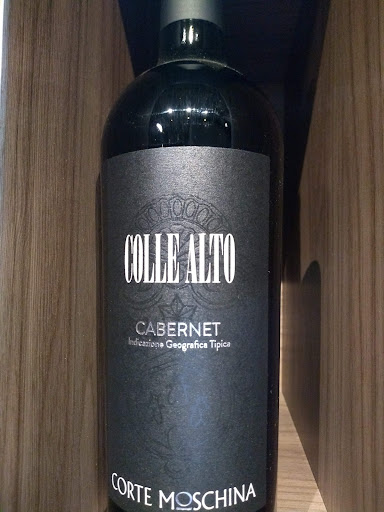 COLLE ALTO
CABERNET
Indicazione Geografica Tipica
CORTE MOSCHINA